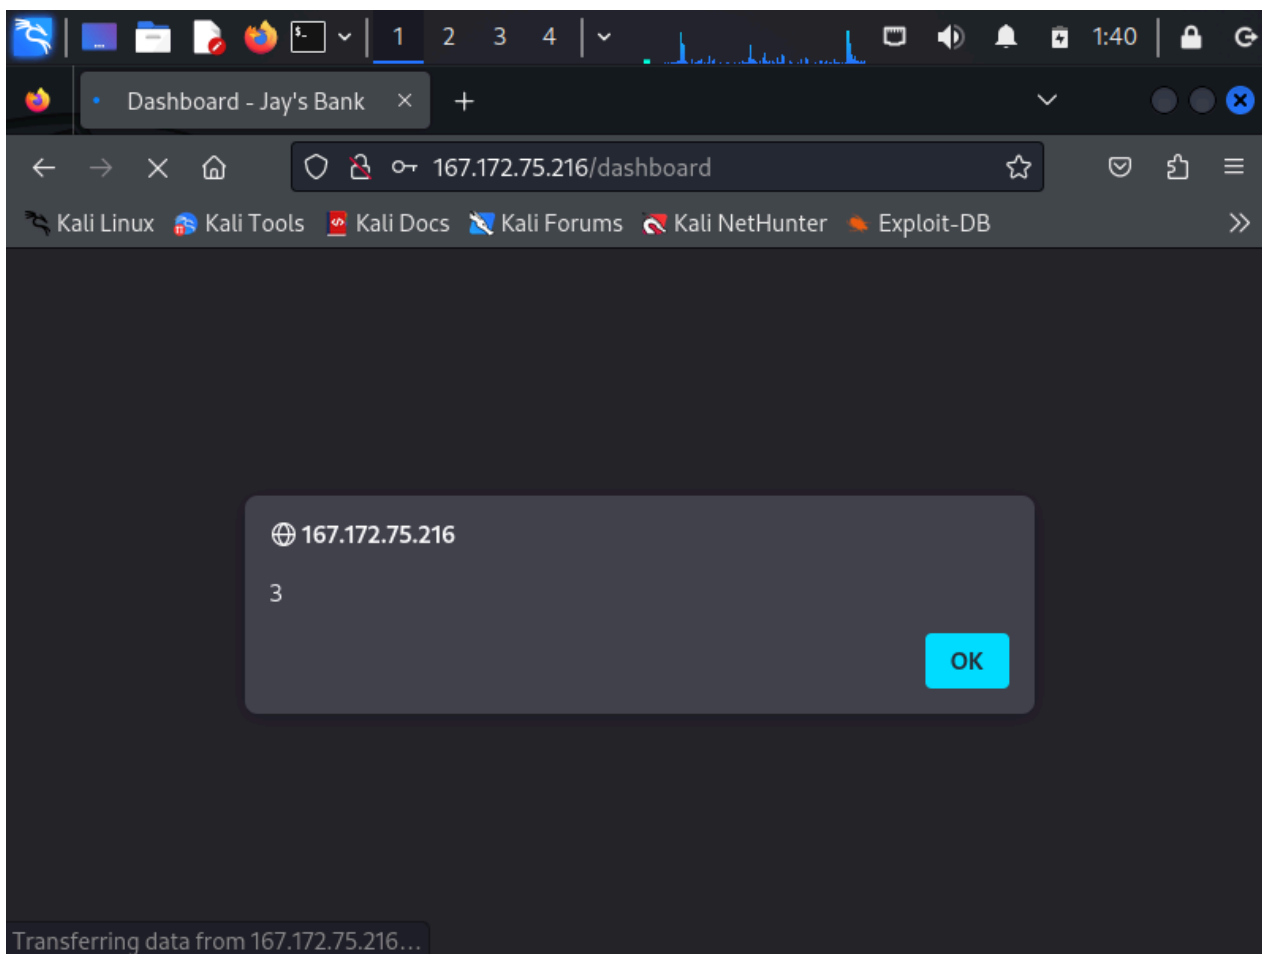 1 2 3 4 1:40
Dashboard - Jay's Bank
167.172.75.216/dashboard
Kali Linux Kali Tools Kali Docs Kali Forums Kali NetHunter Exploit-DB
167.172.75.216
3
OK
Transferring data from 167.172.75.216...